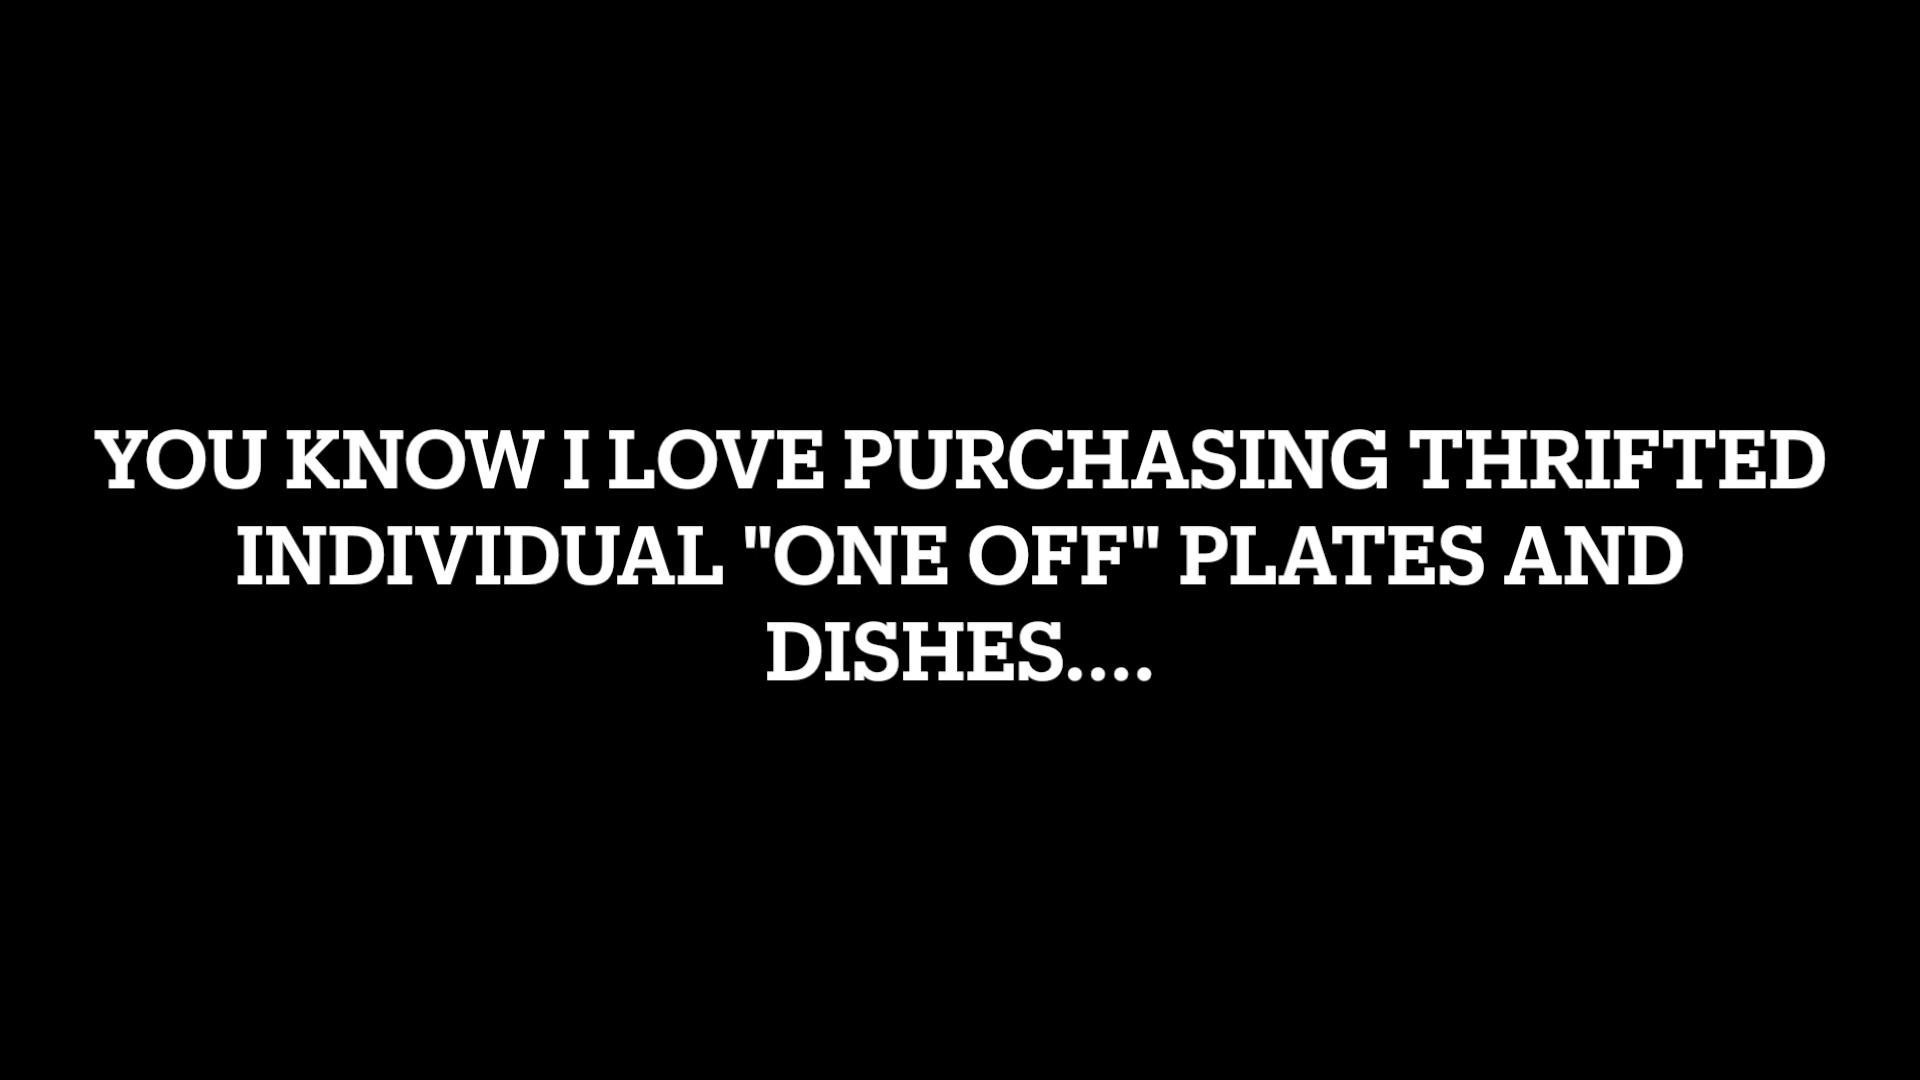 YOU KNOW I LOVE PURCHASING THRIFTED
INDIVIDUAL "ONE OFF" PLATES AND
DISHES....